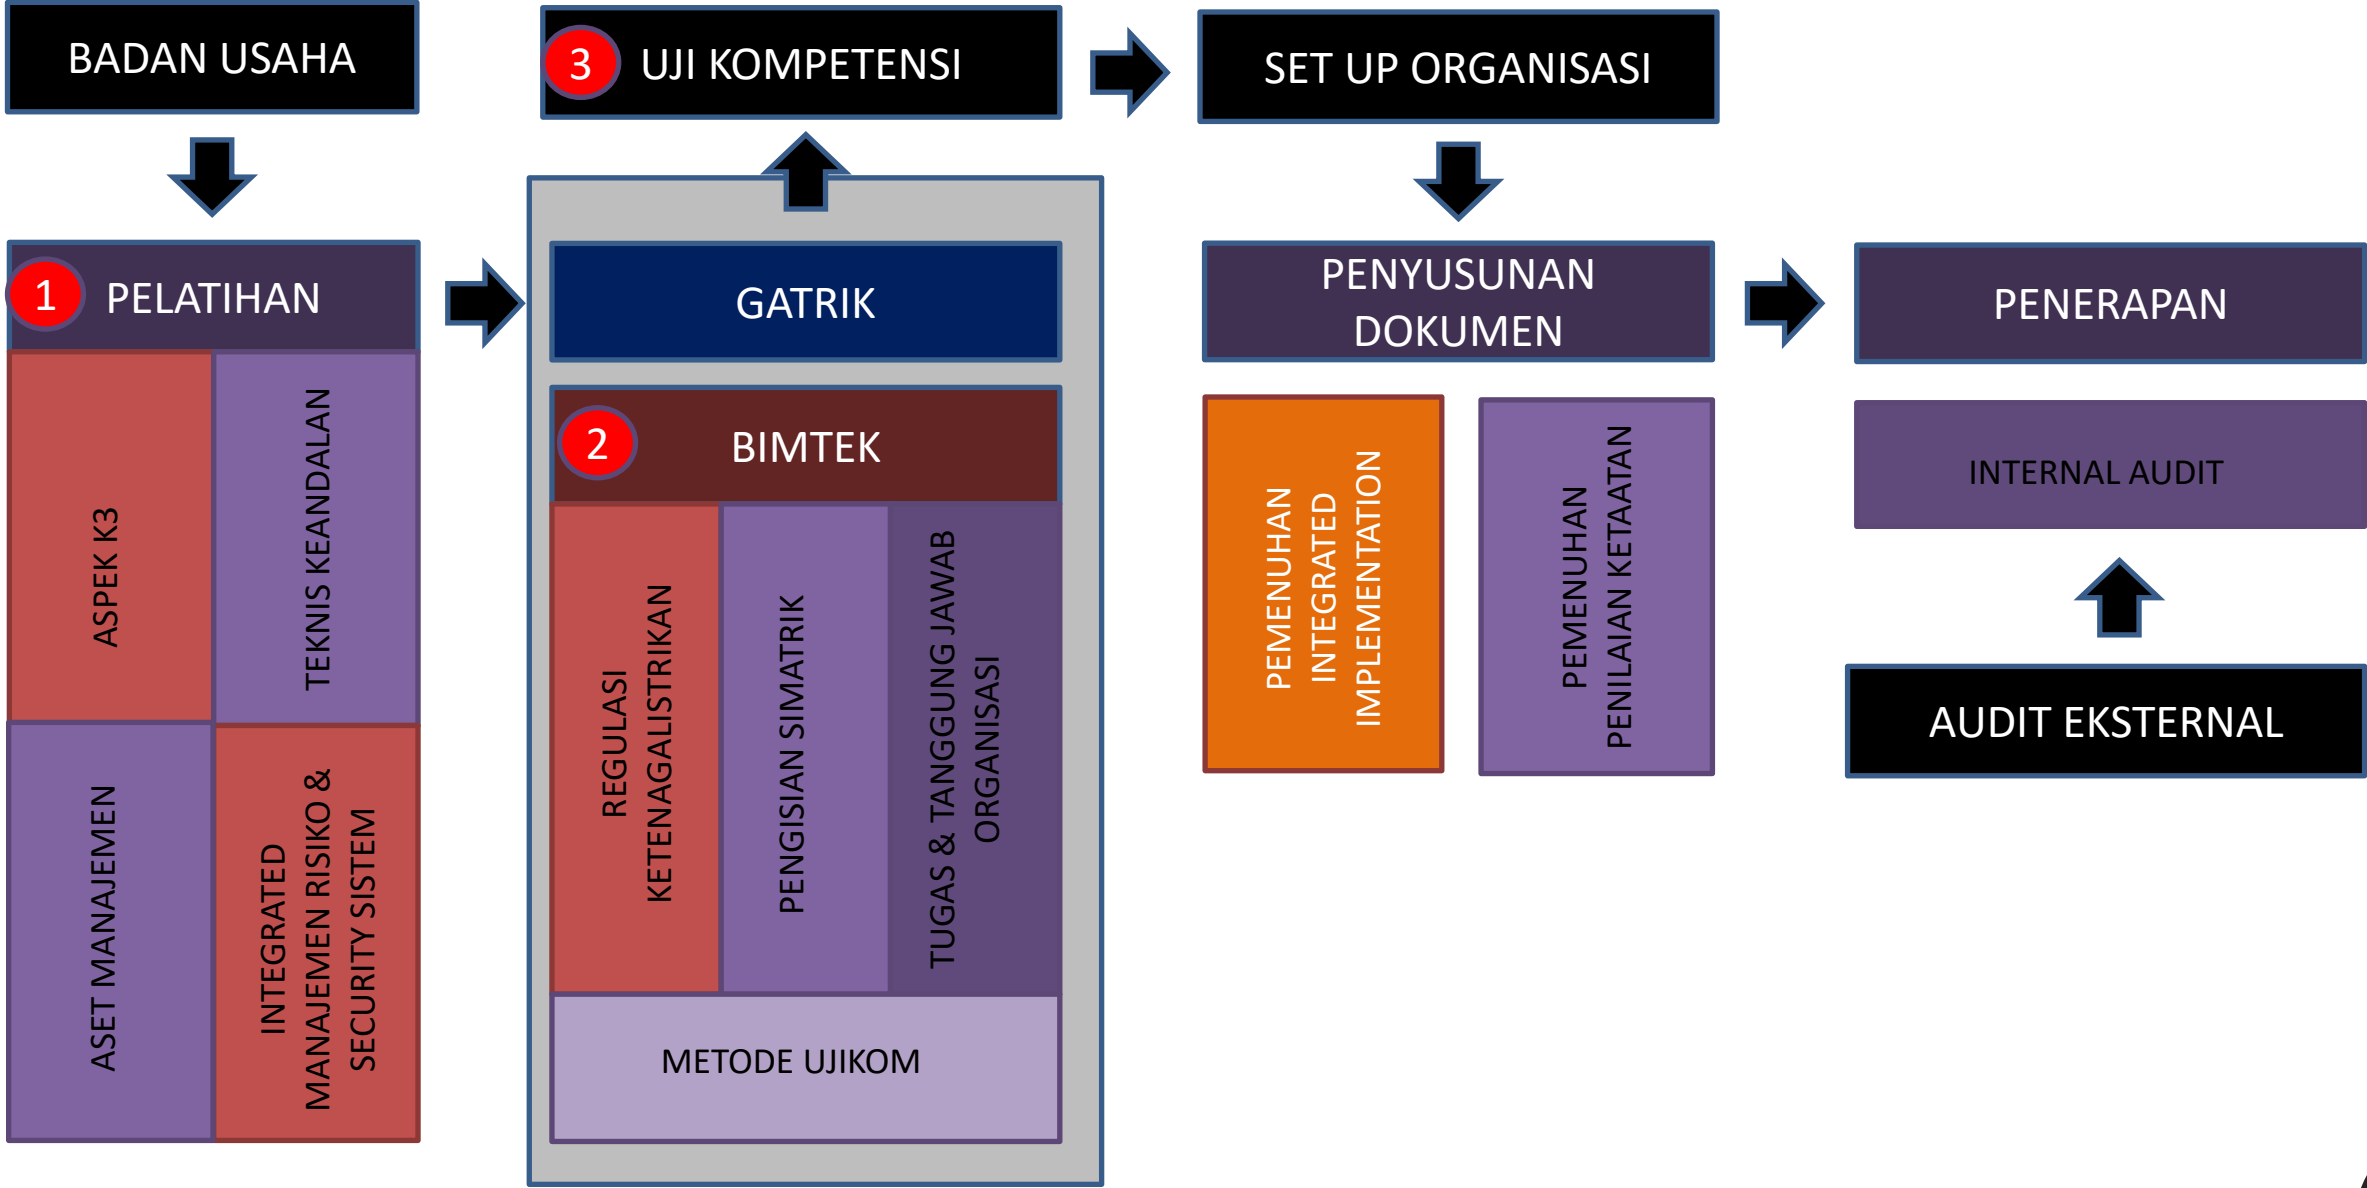 BADAN USAHA
1
PELATIHAN
ASPEK K3
TEKNIS KEANDALAN
ASET MANAJEMEN
INTEGRATED
MANAJEMEN RISIKO &
SECURITY SISTEM
3
UJI KOMPETENSI
GATRIK
2
BIMTEK
REGULASI
KETENAGALISTRIKAN
PENGISIAN SIMATRIK
TUGAS & TANGGUNG JAWAB
ORGANISASI
METODE UJIKOM
SET UP ORGANISASI
PENYUSUNAN
DOKUMEN
PEMENUHAN
INTEGRATED
IMPLEMENTATION
PEMENUHAN
PENILAIAN KETAATAN
PENERAPAN
INTERNAL AUDIT
AUDIT EKSTERNAL